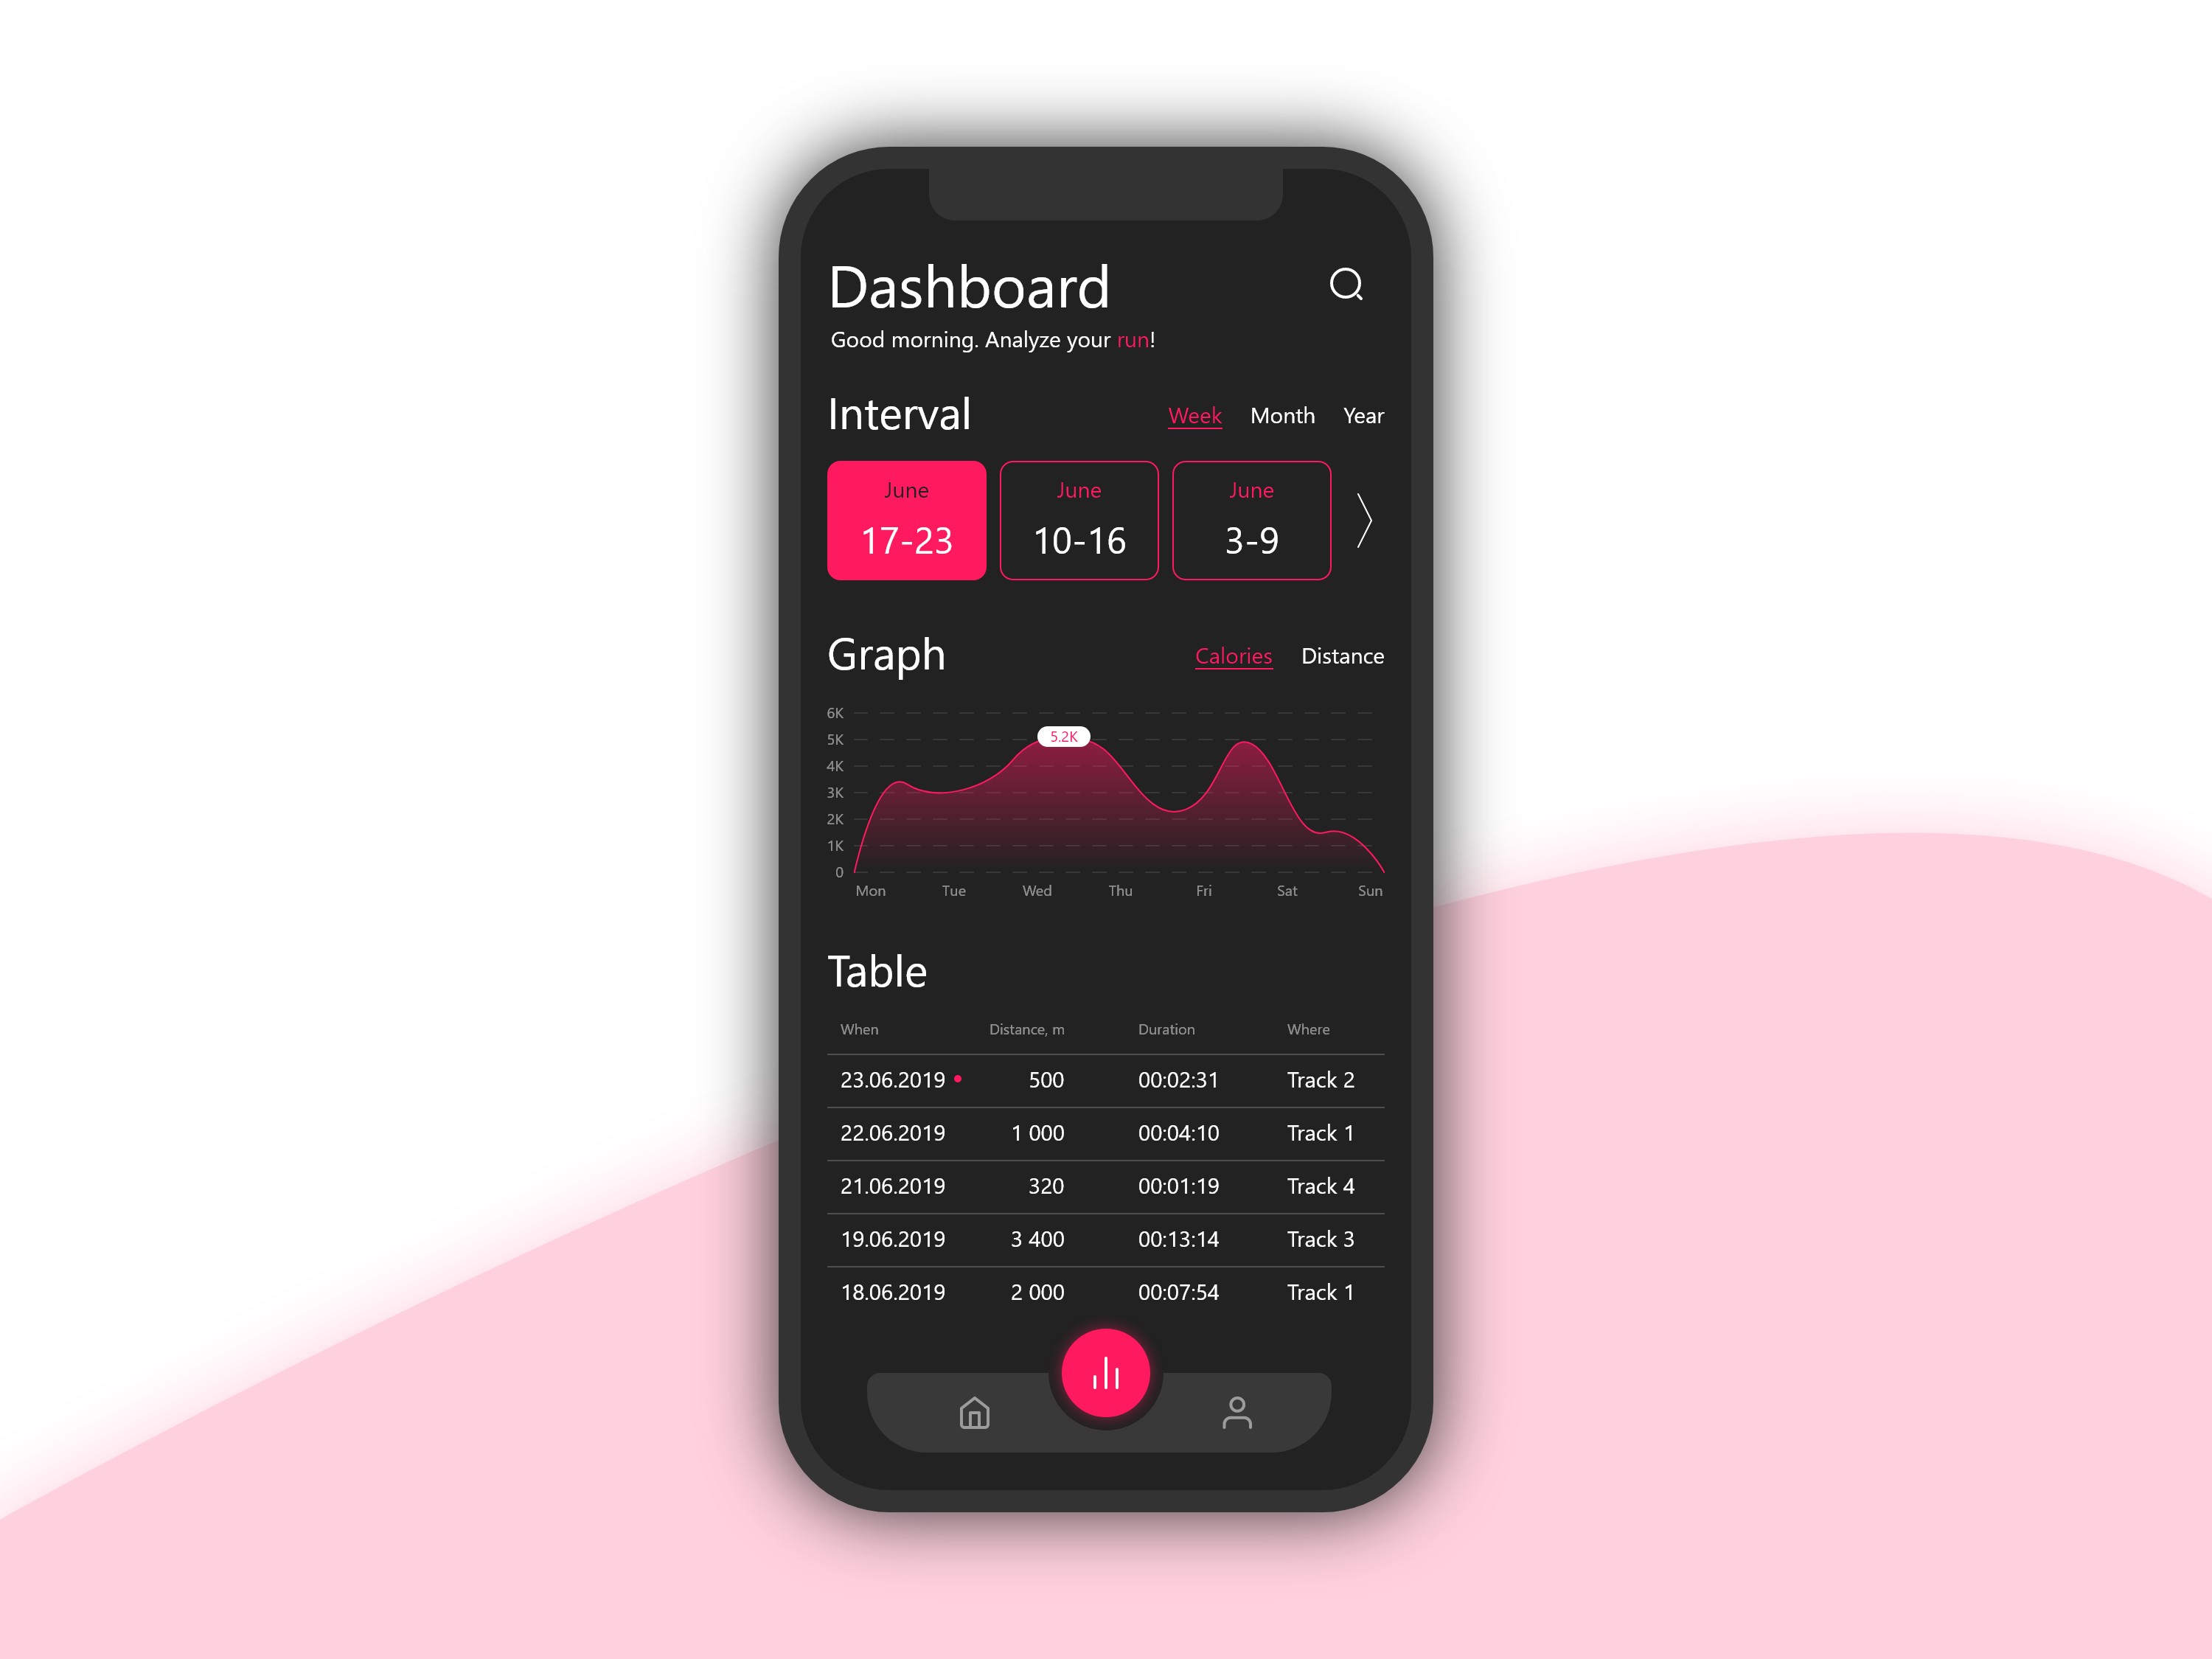 Dashboard
Good morning. Analyze your run!
Interval Week Month Year
June June June
17-23 10-16 3-9
Graph Calories Distance
6K
5K 5.2K
4K
3K
2K
1K
0
Mon Tue Wed Thu Fri Sat Sun
Table
When Distance, m Duration Where
23.06.2019 500 00:02:31 Track 2
22.06.2019 1 000 00:04:10 Track 1
21.06.2019 320 00:01:19 Track 4
19.06.2019 3 400 00:13:14 Track 3
18.06.2019 2 000 00:07:54 Track 1